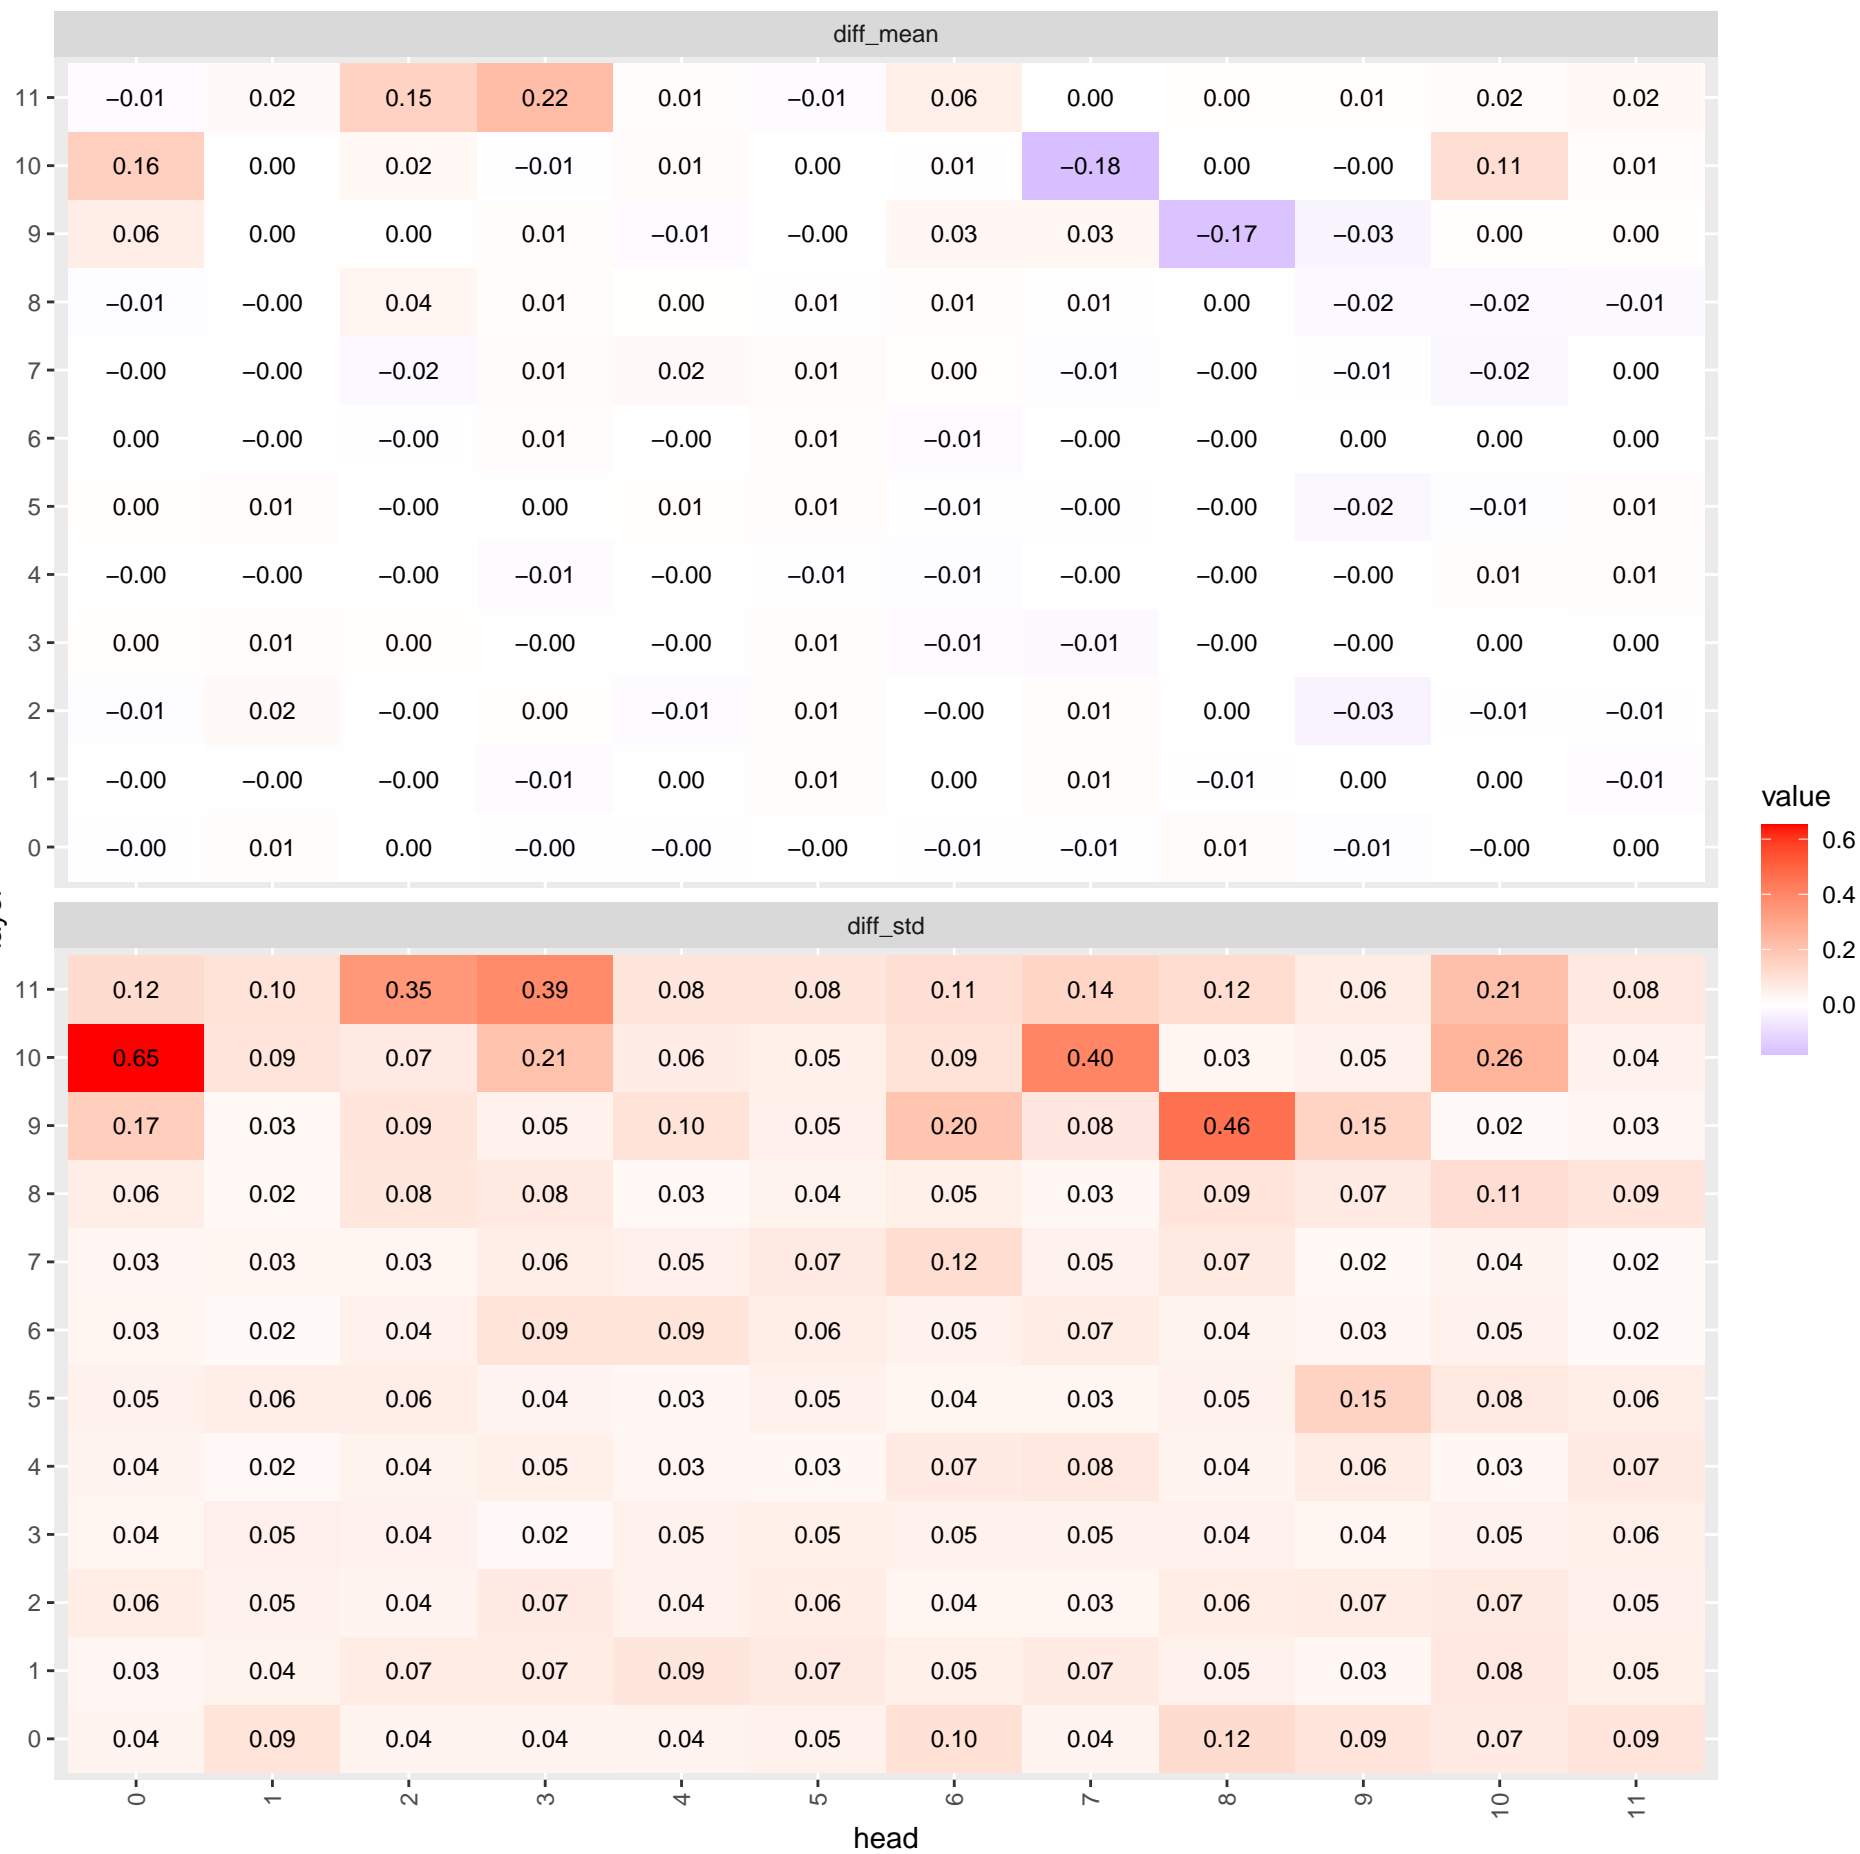 diff_mean
11 −0.01 0.02 0.15 0.22 0.01 −0.01 0.06 0.00 0.00 0.01 0.02 0.02
10 0.16 0.00 0.02 −0.01 0.01 0.00 0.01 −0.18 0.00 −0.00 0.11 0.01
9 0.06 0.00 0.00 0.01 −0.01 −0.00 0.03 0.03 −0.17 −0.03 0.00 0.00
8 −0.01 −0.00 0.04 0.01 0.00 0.01 0.01 0.01 0.00 −0.02 −0.02 −0.01
7 −0.00 −0.00 −0.02 0.01 0.02 0.01 0.00 −0.01 −0.00 −0.01 −0.02 0.00
6 0.00 −0.00 −0.00 0.01 −0.00 0.01 −0.01 −0.00 −0.00 0.00 0.00 0.00
5 0.00 0.01 −0.00 0.00 0.01 0.01 −0.01 −0.00 −0.00 −0.02 −0.01 0.01
4 −0.00 −0.00 −0.00 −0.01 −0.00 −0.01 −0.01 −0.00 −0.00 −0.00 0.01 0.01
3 0.00 0.01 0.00 −0.00 −0.00 0.01 −0.01 −0.01 −0.00 −0.00 0.00 0.00
2 −0.01 0.02 −0.00 0.00 −0.01 0.01 −0.00 0.01 0.00 −0.03 −0.01 −0.01
1 −0.00 −0.00 −0.00 −0.01 0.00 0.01 0.00 0.01 −0.01 0.00 0.00 −0.01
0 −0.00 0.01 0.00 −0.00 −0.00 −0.00 −0.01 −0.01 0.01 −0.01 −0.00 0.00
diff_std
11 0.12 0.10 0.35 0.39 0.08 0.08 0.11 0.14 0.12 0.06 0.21 0.08
10 0.65 0.09 0.07 0.21 0.06 0.05 0.09 0.40 0.03 0.05 0.26 0.04
9 0.17 0.03 0.09 0.05 0.10 0.05 0.20 0.08 0.46 0.15 0.02 0.03
8 0.06 0.02 0.08 0.08 0.03 0.04 0.05 0.03 0.09 0.07 0.11 0.09
7 0.03 0.03 0.03 0.06 0.05 0.07 0.12 0.05 0.07 0.02 0.04 0.02
6 0.03 0.02 0.04 0.09 0.09 0.06 0.05 0.07 0.04 0.03 0.05 0.02
5 0.05 0.06 0.06 0.04 0.03 0.05 0.04 0.03 0.05 0.15 0.08 0.06
4 0.04 0.02 0.04 0.05 0.03 0.03 0.07 0.08 0.04 0.06 0.03 0.07
3 0.04 0.05 0.04 0.02 0.05 0.05 0.05 0.05 0.04 0.04 0.05 0.06
2 0.06 0.05 0.04 0.07 0.04 0.06 0.04 0.03 0.06 0.07 0.07 0.05
1 0.03 0.04 0.07 0.07 0.09 0.07 0.05 0.07 0.05 0.03 0.08 0.05
0 0.04 0.09 0.04 0.04 0.04 0.05 0.10 0.04 0.12 0.09 0.07 0.09
0 1 2 3 4 5 6 7 8 9 10 11
head
value
0.6
0.4
0.2
0.0